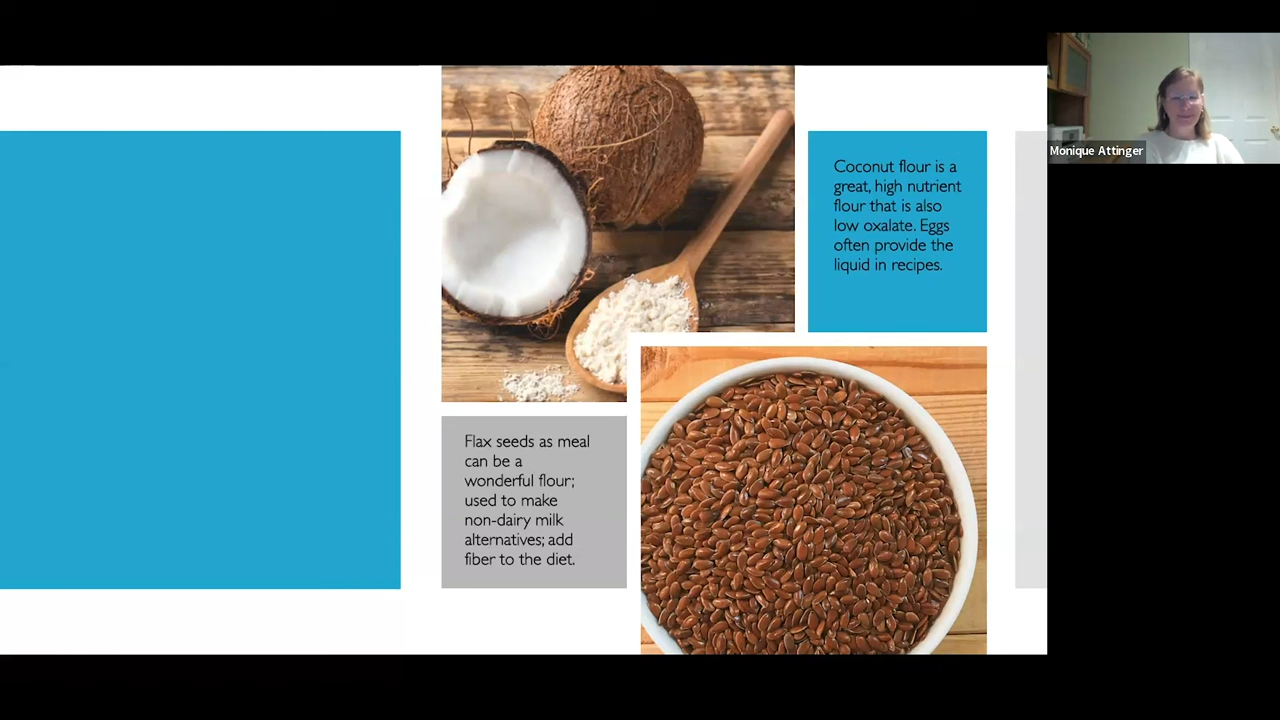 Monique Attinger
Coconut flour is a
great, high nutrient
flour that is also
low oxalate. Eggs
often provide the
liquid in recipes.
Flax seeds as meal
can be a
wonderful flour;
used to make
non-dairy milk
alternatives; add
fiber to the diet.